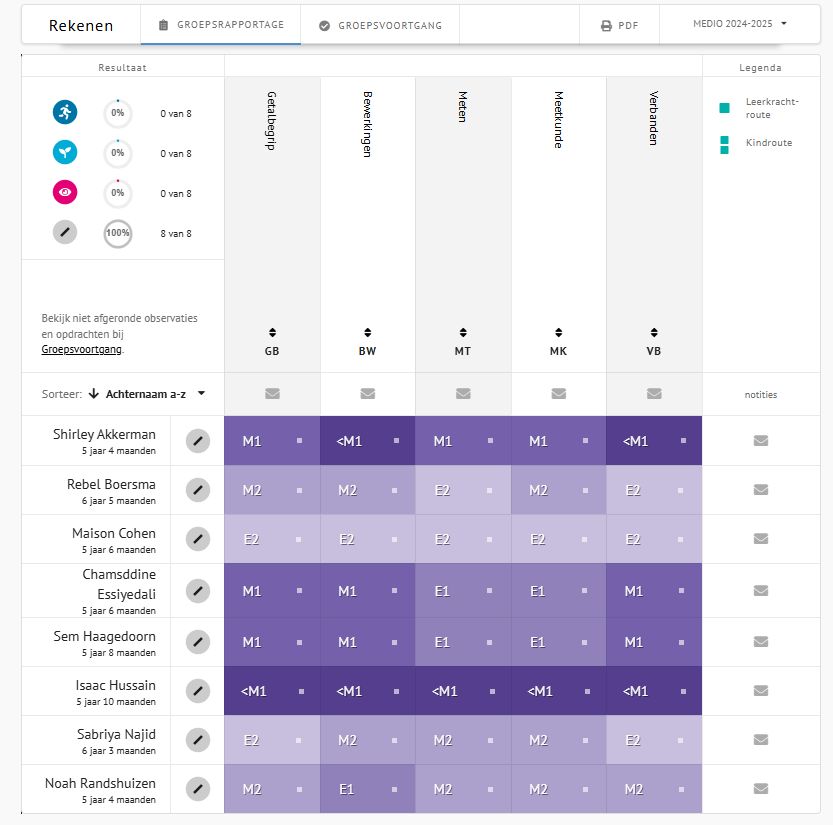 Rekenen
GROEPSRAPPORTAGE
GROEPSVOORTGANG
PDF
MEDIO 2024-2025
Resultaat
Legenda
0%
0 van 8
0%
0 van 8
0%
0 van 8
100%
8 van 8
Bekijk niet afgeronde observaties
en opdrachten bij
Groepsvoortgang.
Getalbegrip
Bewerkingen
Meten
Meetkunde
Verbanden
Leerkracht-
route
Kindroute
GB
BW
MT
MK
VB
Sorteer: Achternaam a-z
notities
Shirley Akkerman
5 jaar 4 maanden
M1 <M1 M1 M1 <M1
Rebel Boersma
6 jaar 5 maanden
M2 M2 E2 M2 E2
Maison Cohen
5 jaar 6 maanden
E2 E2 E2 E2 E2
Chamsddine
Essiyedali
5 jaar 6 maanden
M1 M1 E1 E1 M1
Sem Haagedoorn
5 jaar 8 maanden
M1 M1 E1 E1 M1
Isaac Hussain
5 jaar 10 maanden
<M1 <M1 <M1 <M1 <M1
Sabriya Najid
6 jaar 3 maanden
E2 M2 M2 M2 E2
Noah Randshuizen
5 jaar 4 maanden
M2 E1 M2 M2 M2